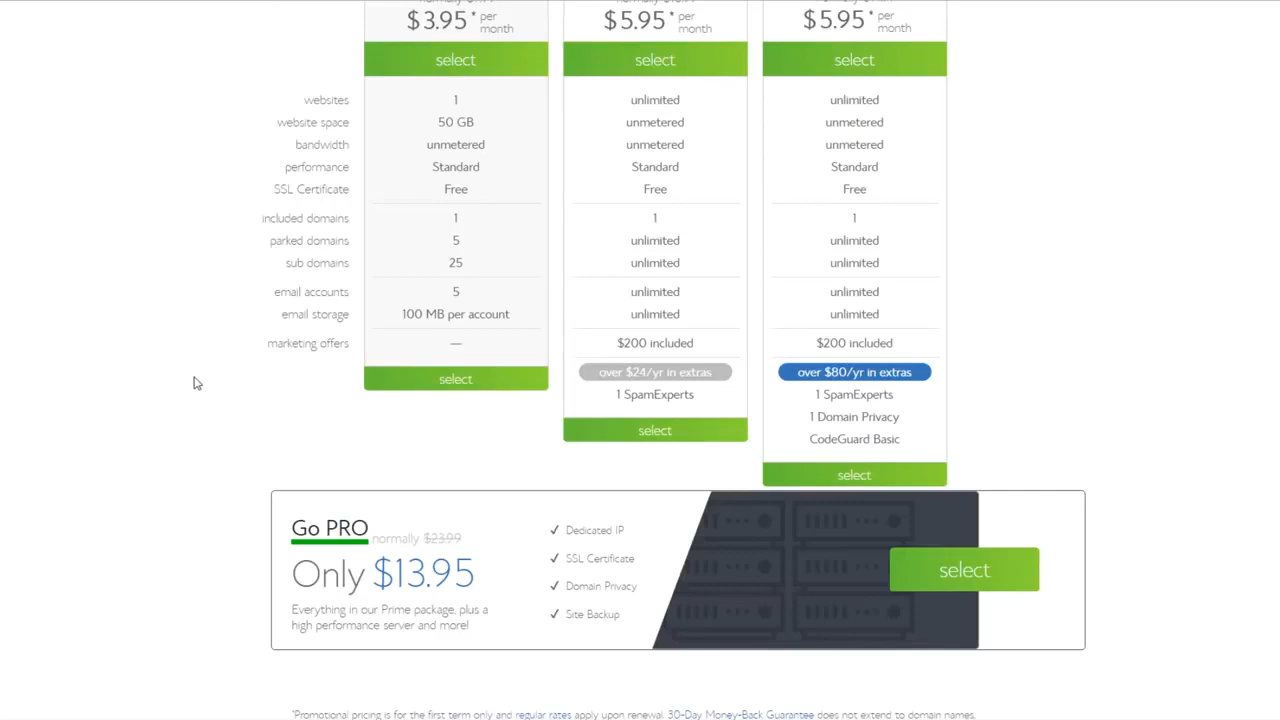 $3.95 * per month $5.95 * per month $5.95 * per month
select select select
websites 1 unlimited unlimited
website space 50 GB unmetered unmetered
bandwidth unmetered unmetered unmetered
performance Standard Standard Standard
SSL Certificate Free Free Free
included domains 1 1 1
parked domains 5 unlimited unlimited
sub domains 25 unlimited unlimited
email accounts 5 unlimited unlimited
email storage 100 MB per account unlimited unlimited
marketing offers — $200 included $200 included
over $24/yr in extras over $80/yr in extras
select
1 SpamExperts 1 SpamExperts
1 Domain Privacy
select
CodeGuard Basic
select
Go PRO normally $23.99
Only $13.95
Everything in our Prime package, plus a
high performance server and more!
✓ Dedicated IP
✓ SSL Certificate
✓ Domain Privacy
✓ Site Backup
select
*Promotional pricing is for the first term only and regular rates apply upon renewal. 30-Day Money-Back Guarantee does not extend to domain names,